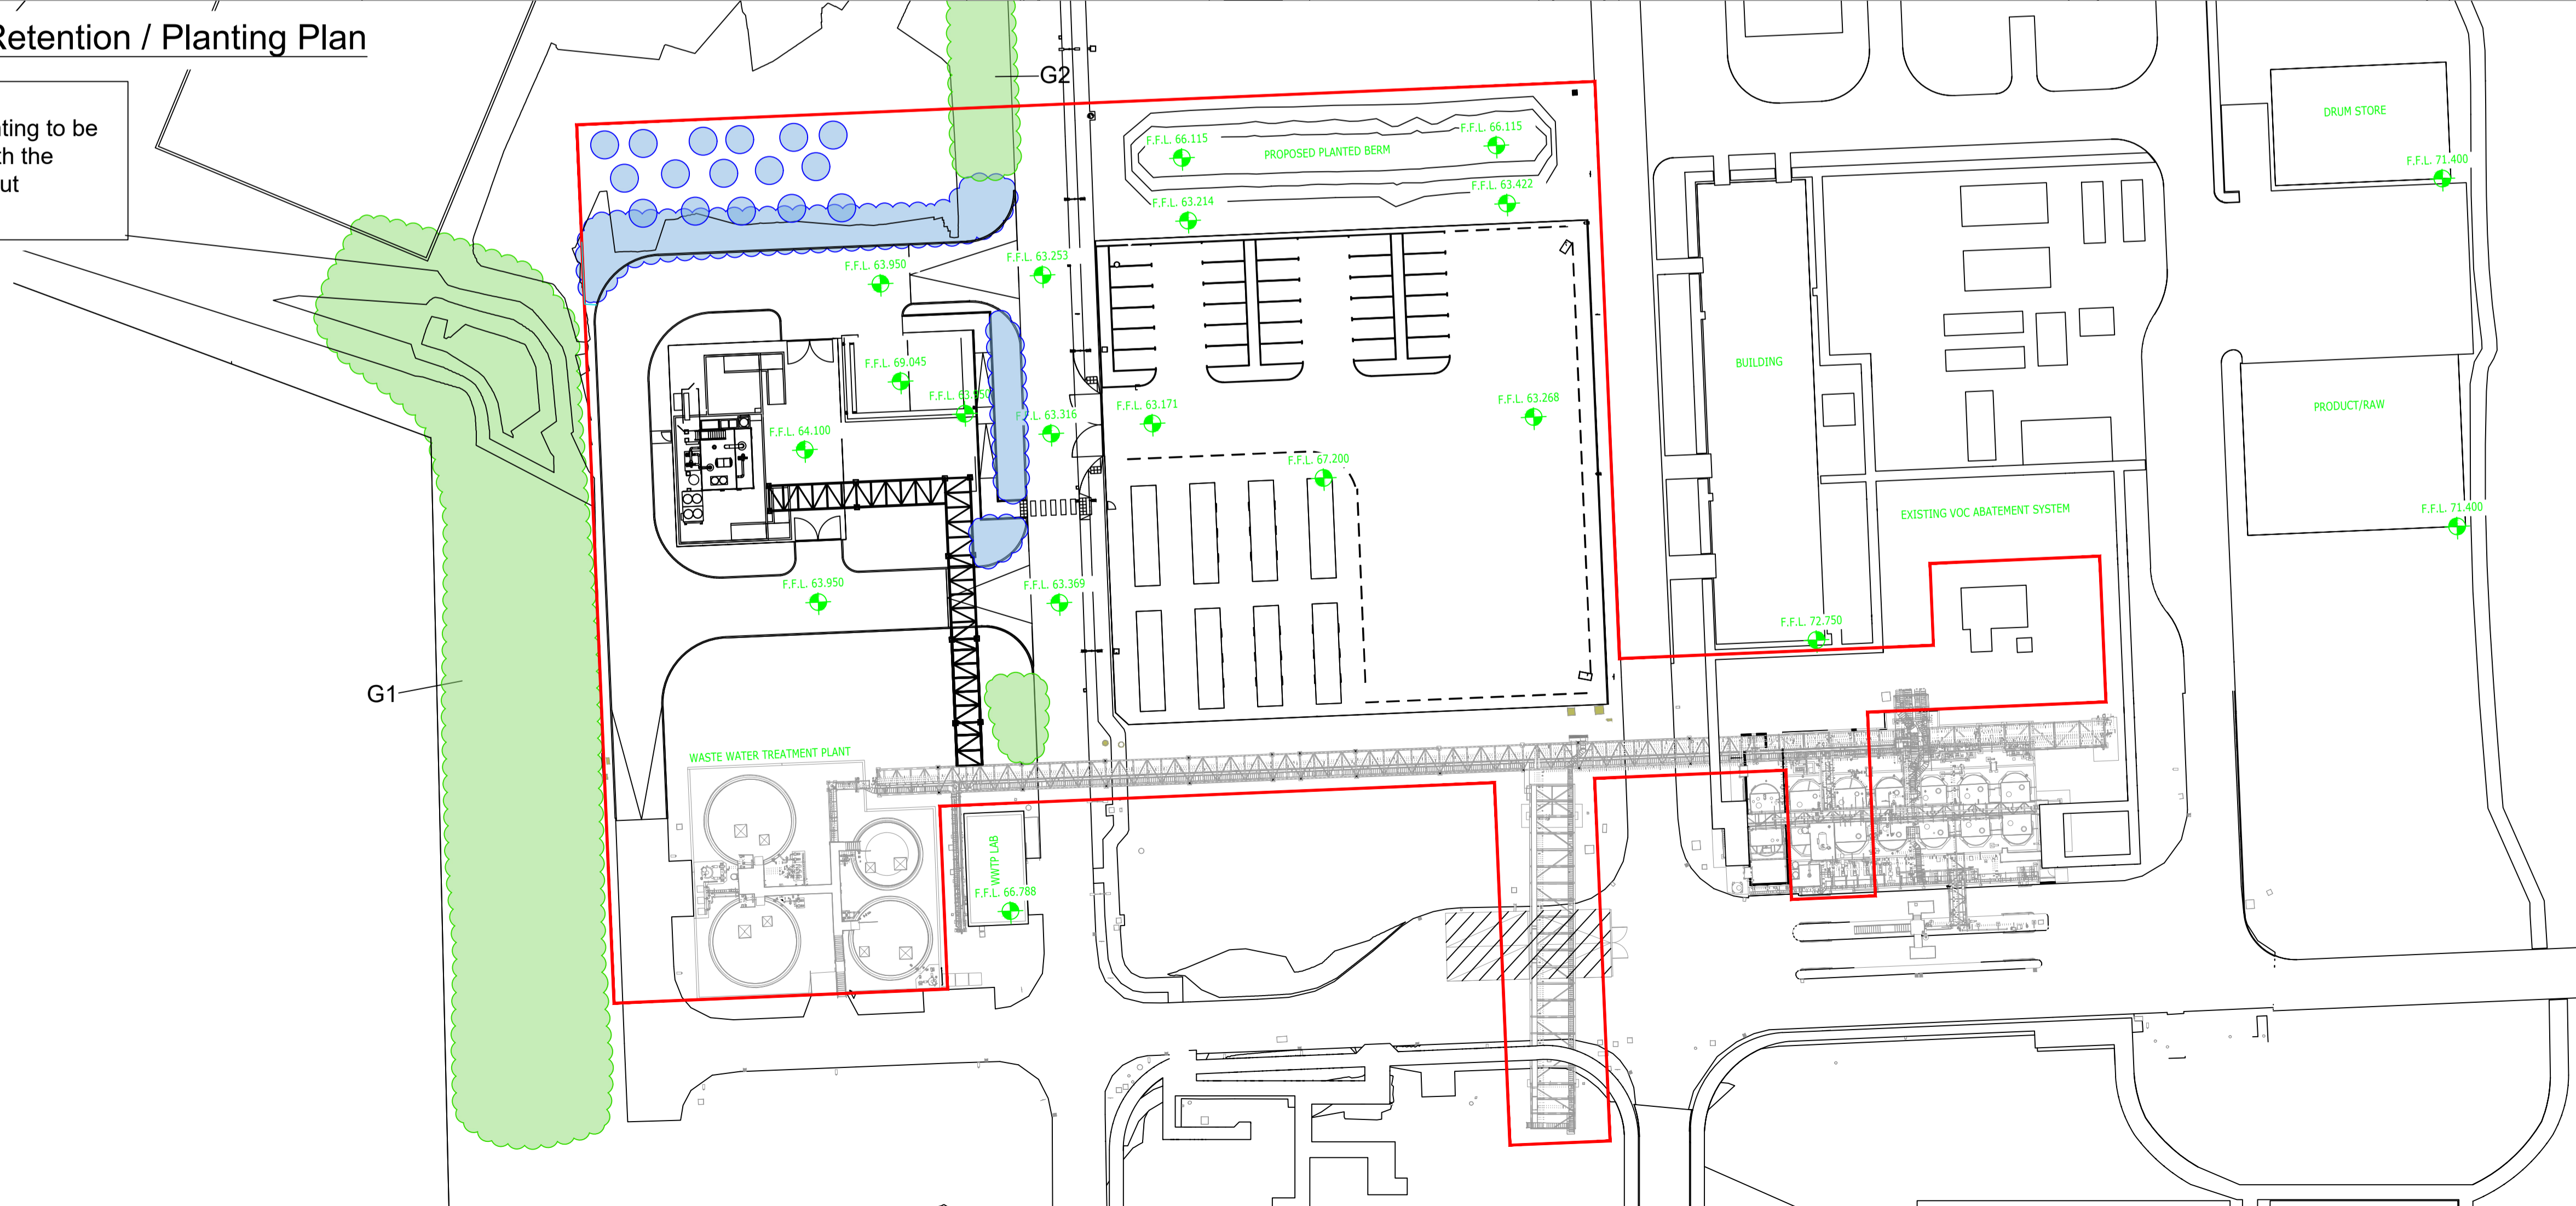 Retention / Planting Plan
ting to be
th the
ut
G2
G1
F.F.L. 66.115
F.F.L. 66.115
PROPOSED PLANTED BERM
F.F.L. 63.214
F.F.L. 63.422
F.F.L. 63.950
F.F.L. 63.253
F.F.L. 69.045
F.F.L. 63.950
F.F.L. 63.316
F.F.L. 63.171
F.F.L. 63.268
F.F.L. 64.100
F.F.L. 67.200
F.F.L. 63.950
F.F.L. 63.369
WASTE WATER TREATMENT PLANT
WWTP LAB
F.F.L. 66.788
BUILDING
EXISTING VOC ABATEMENT SYSTEM
F.F.L. 72.750
DRUM STORE
F.F.L. 71.400
PRODUCT/RAW
F.F.L. 71.400